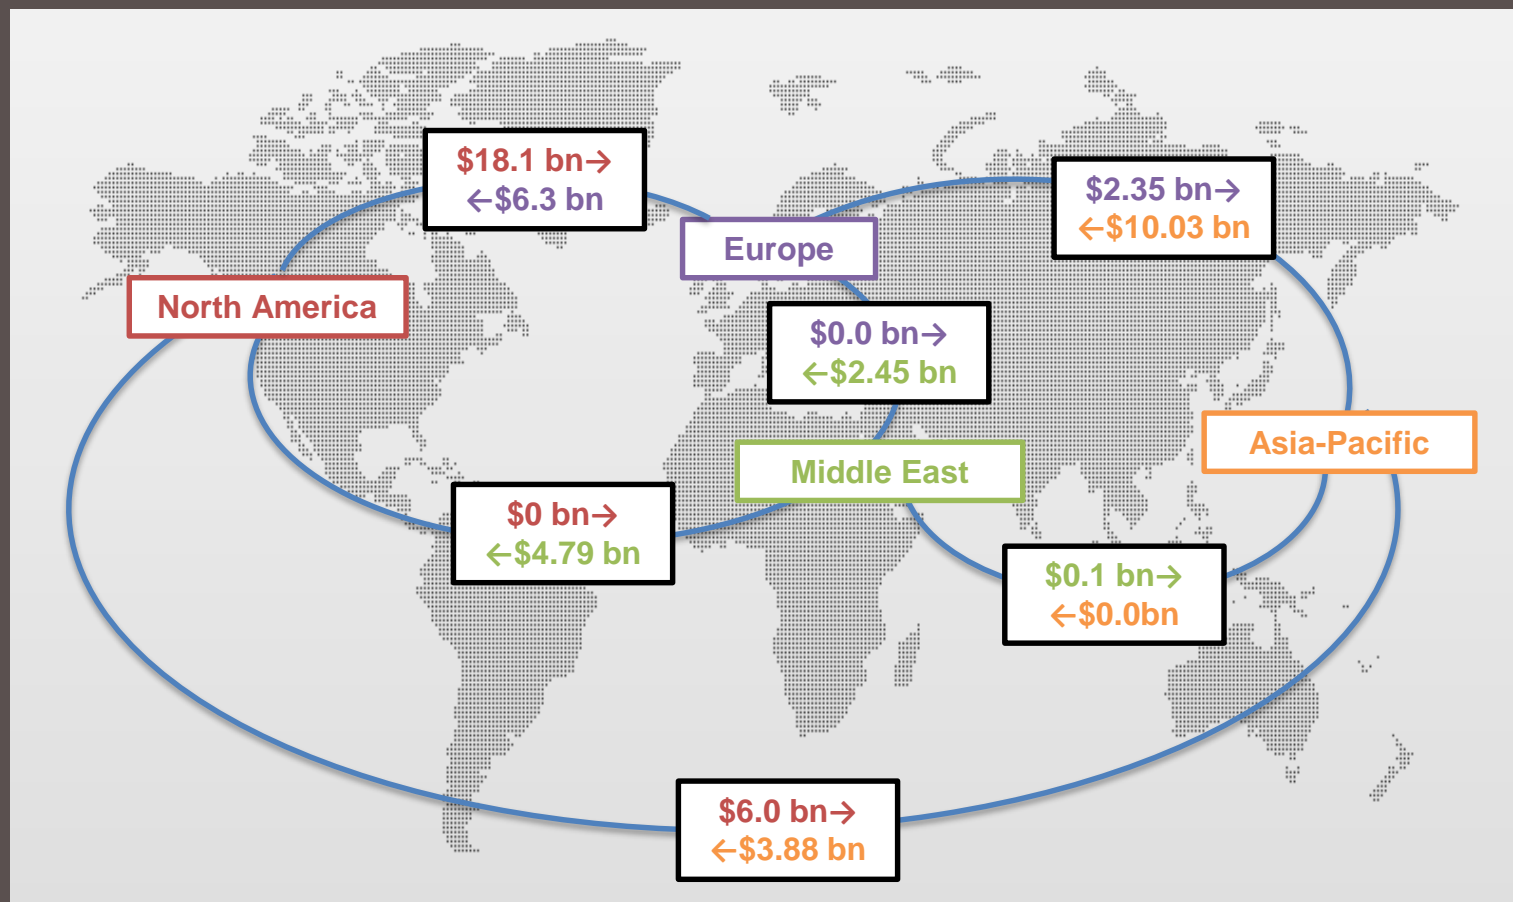 $18.1 bn→
←$6.3 bn
$2.35 bn→
←$10.03 bn
Europe
North America
$0.0 bn→
←$2.45 bn
Asia-Pacific
Middle East
$0 bn→
←$4.79 bn
$0.1 bn→
←$0.0bn
$6.0 bn→
←$3.88 bn